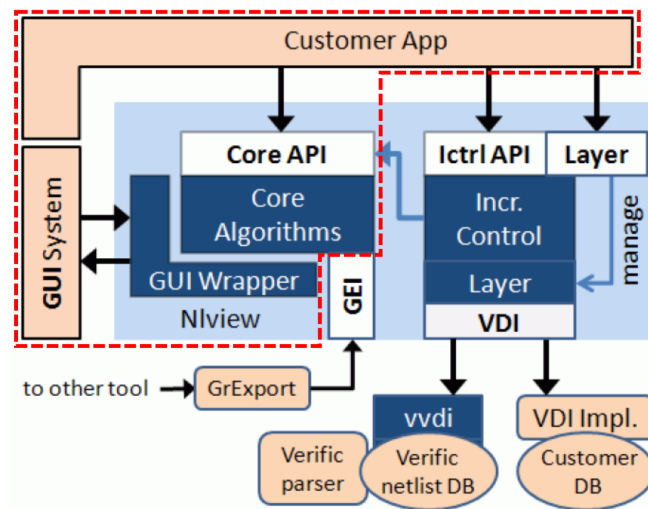 Customer App
Core API
Ictrl API
Layer
GUI System
Core
Algorithms
Incr.
Control
manage
GUI Wrapper
GEI
Layer
Nlview
VDI
to other tool
GrExport
vvdi
VDI Impl.
Verific
parser
Verific
netlist DB
Customer
DB